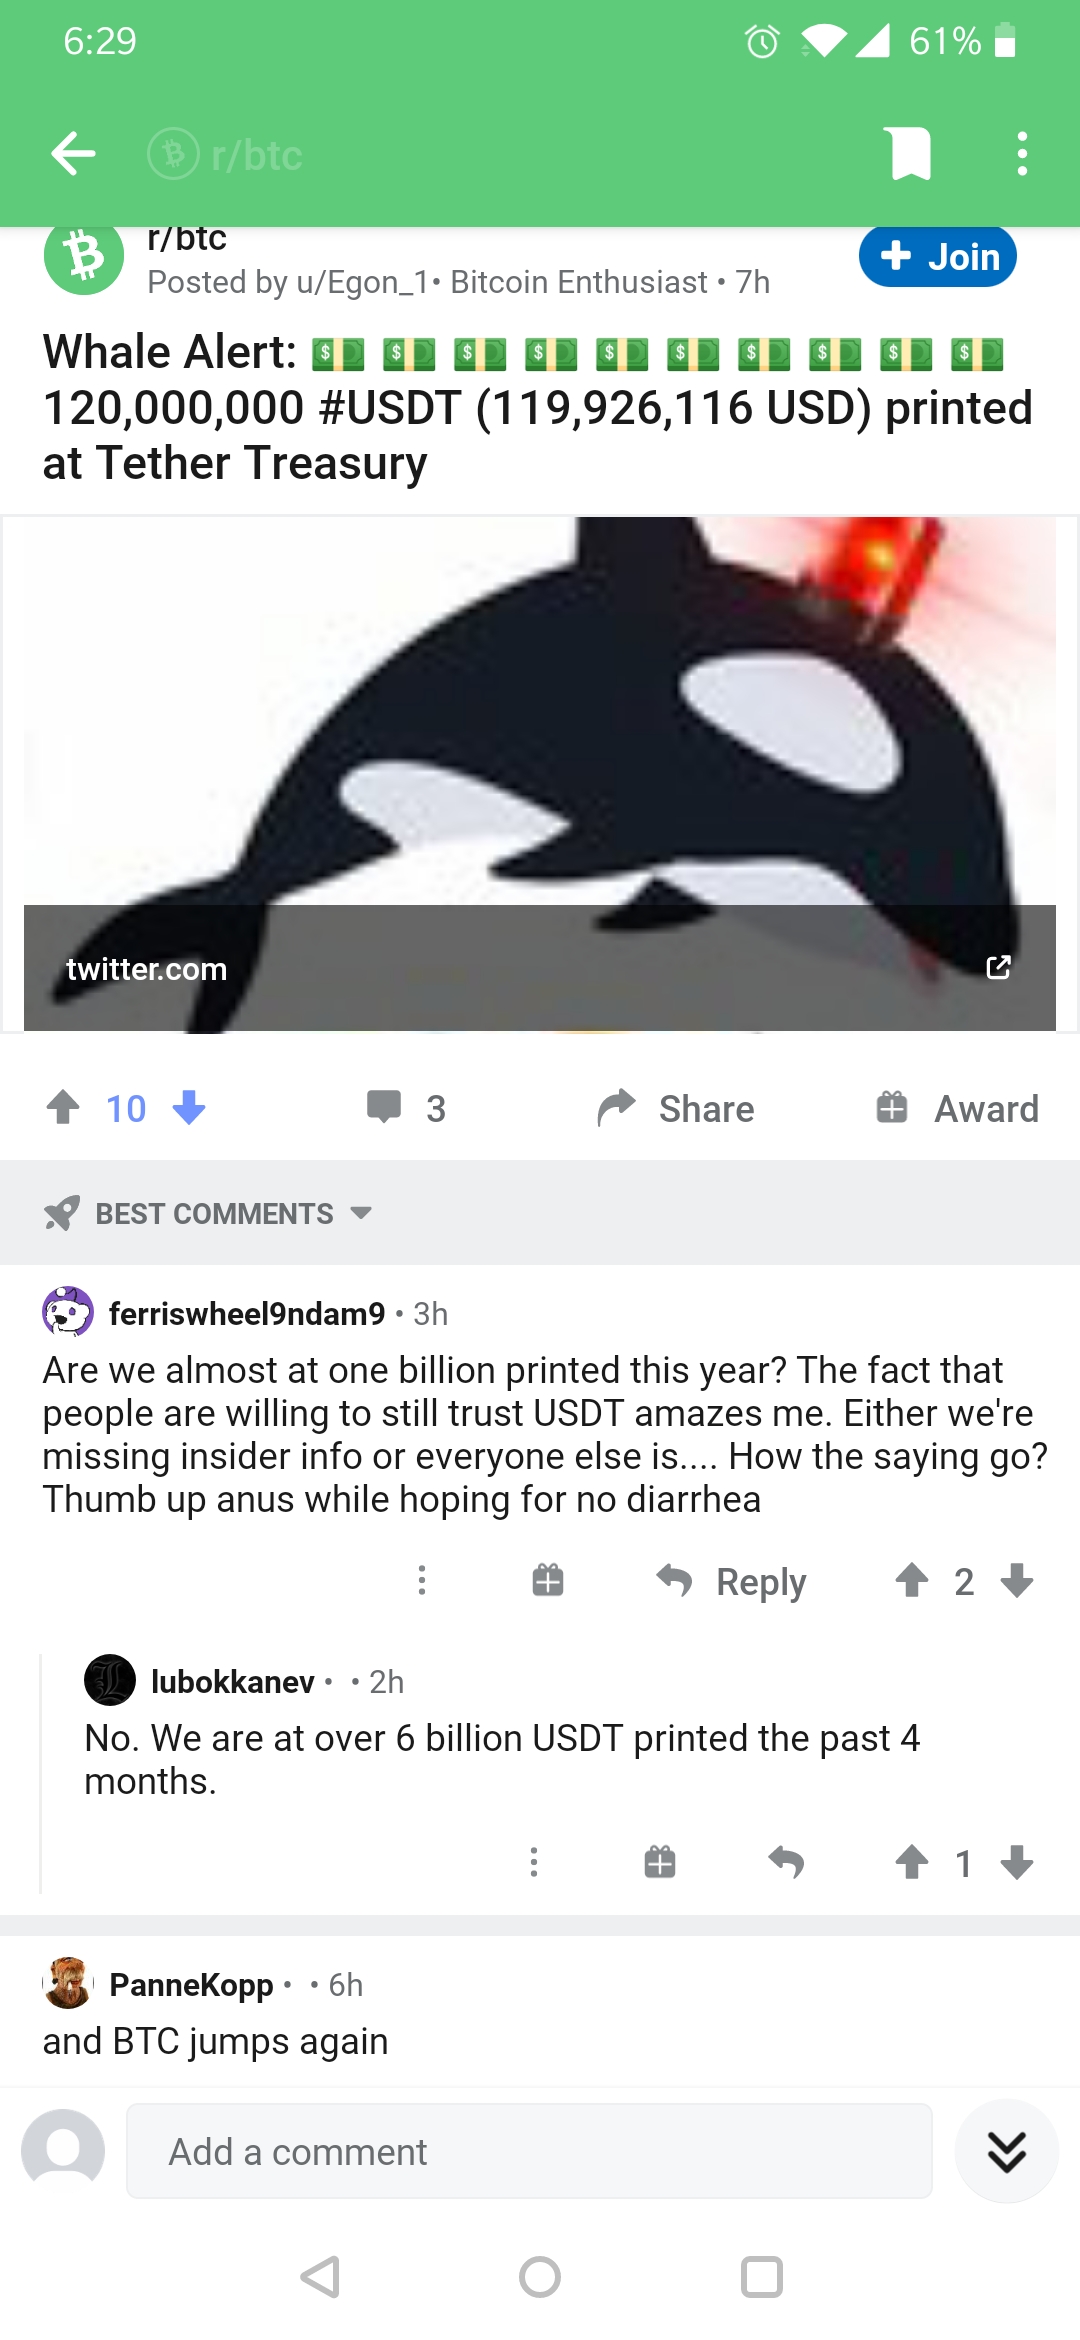 6:29
61%
r/btc
r/btc
Posted by u/Egon_1• Bitcoin Enthusiast • 7h
Join
Whale Alert: 💵 💵 💵 💵 💵 💵 💵 💵 💵 💵
120,000,000 #USDT (119,926,116 USD) printed
at Tether Treasury
twitter.com
10
3
Share
Award
BEST COMMENTS
ferriswheel9ndam9 • 3h
Are we almost at one billion printed this year? The fact that
people are willing to still trust USDT amazes me. Either we're
missing insider info or everyone else is.... How the saying go?
Thumb up anus while hoping for no diarrhea
Reply
2
lubokkanev • • 2h
No. We are at over 6 billion USDT printed the past 4
months.
1
PanneKopp • • 6h
and BTC jumps again
Add a comment